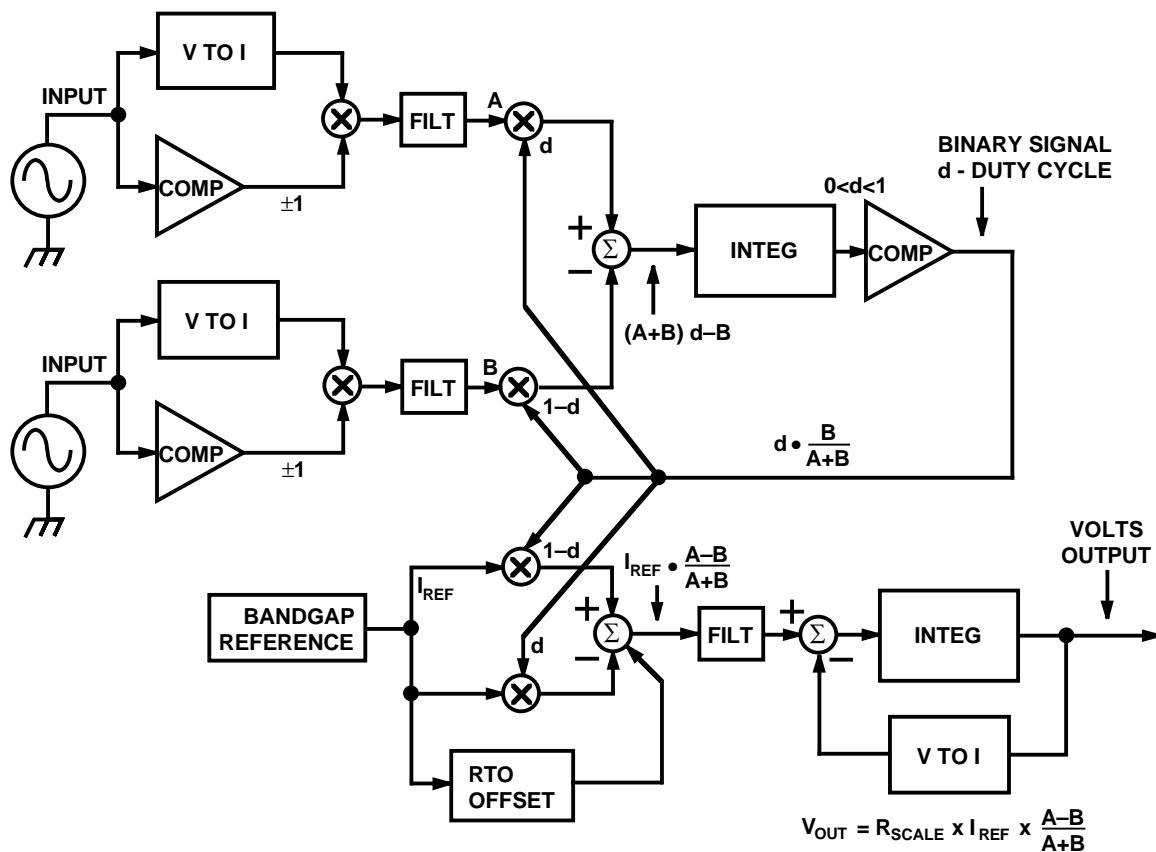 V TO I
INPUT
COMP
±1
FILT
A
d
BINARY SIGNAL
d - DUTY CYCLE
0<d<1
+
–
Σ
INTEG
COMP
(A+B) d–B
V TO I
INPUT
COMP
±1
FILT
B
1–d
d • B/A+B
1–d
I_REF
BANDGAP
REFERENCE
d
+
–
Σ
I_REF • A–B/A+B
FILT
+
–
Σ
INTEG
VOLTS
OUTPUT
V TO I
RTO
OFFSET
V_OUT = R_SCALE x I_REF x A–B/A+B